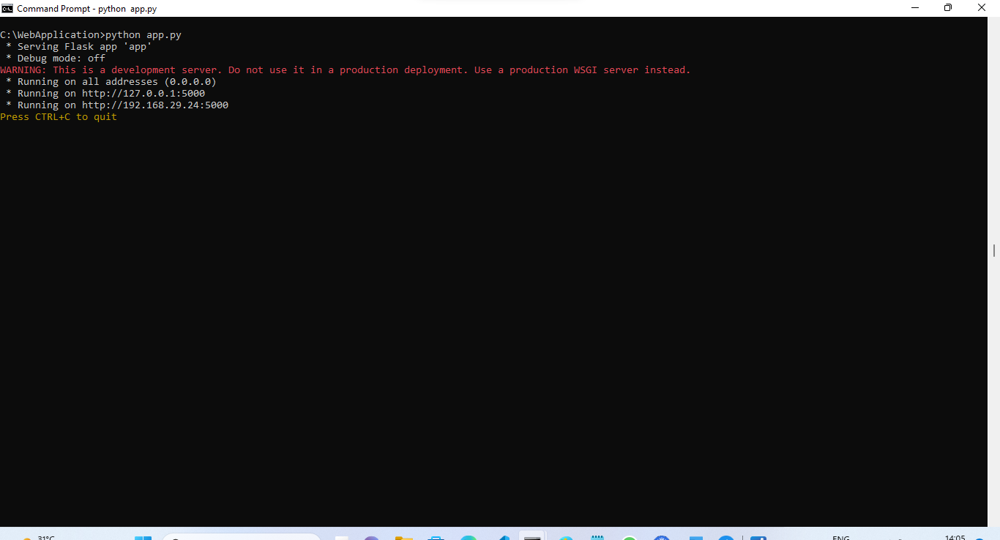 Command Prompt - python  app.py
C:\WebApplication>python app.py
 * Serving Flask app 'app'
 * Debug mode: off
WARNING: This is a development server. Do not use it in a production deployment. Use a production WSGI server instead.
 * Running on all addresses (0.0.0.0)
 * Running on http://127.0.0.1:5000
 * Running on http://192.168.29.24:5000
Press CTRL+C to quit
31°C
ENG
14:05